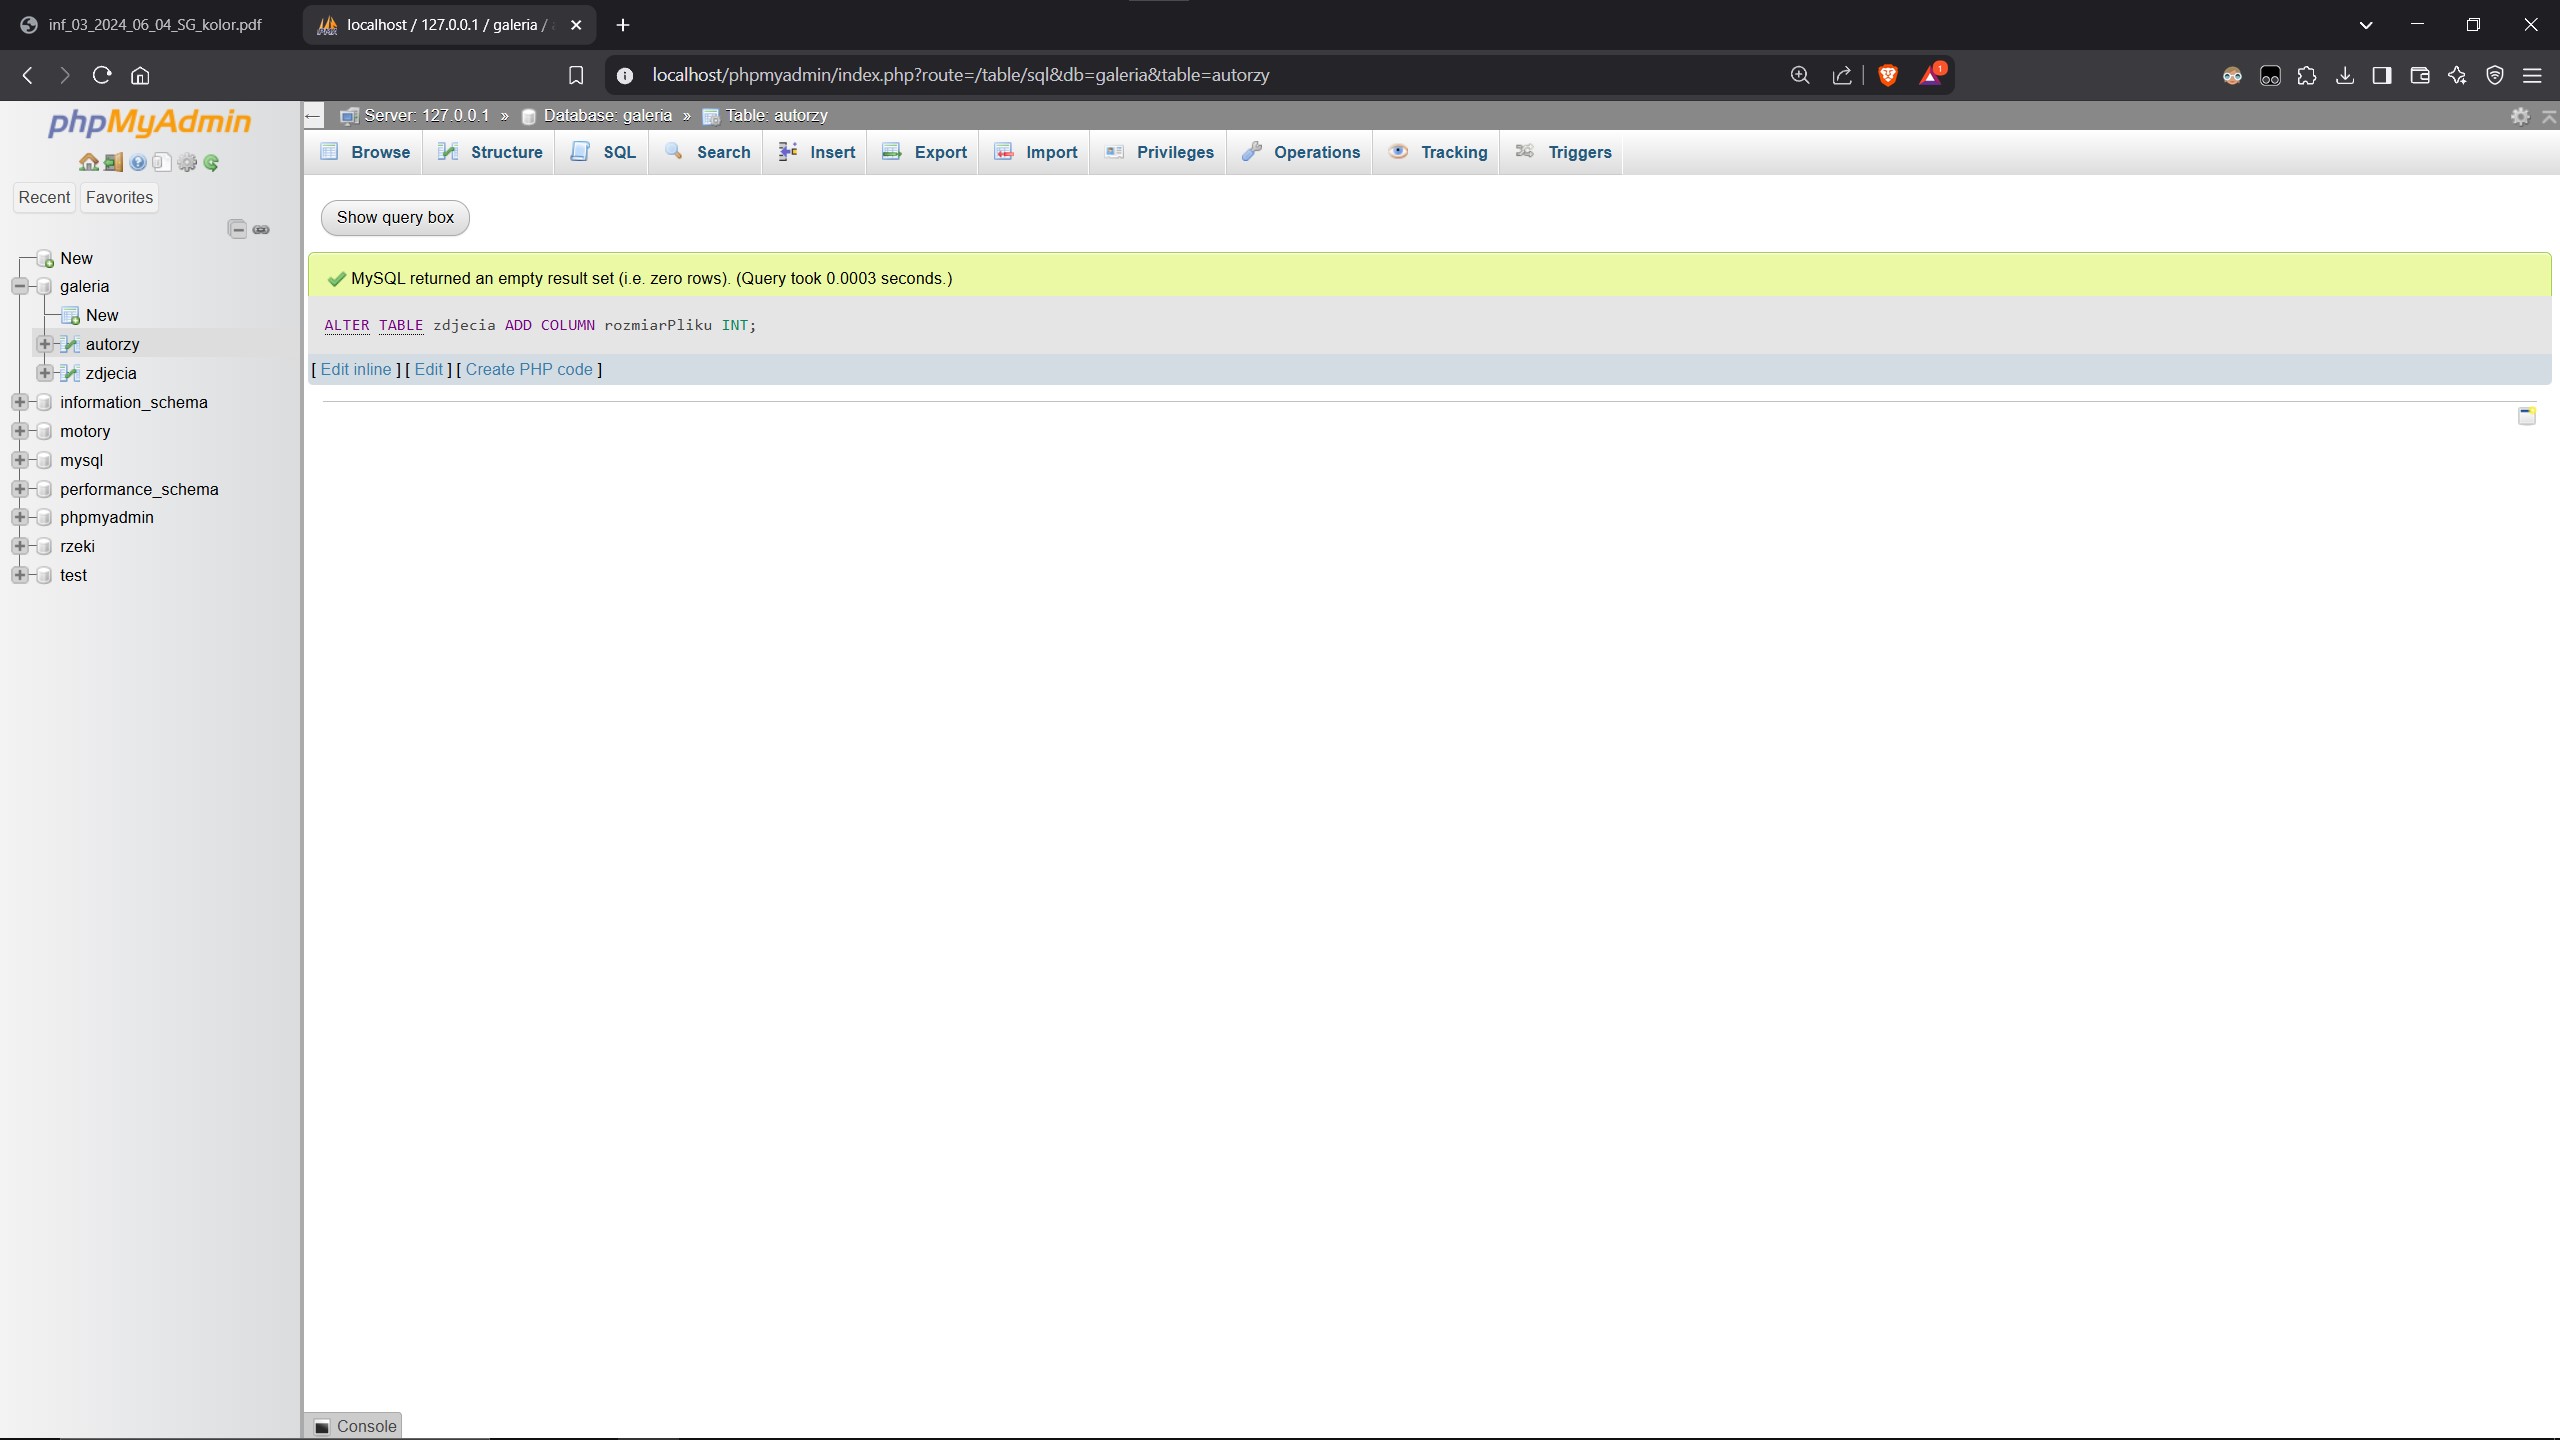 inf_03_2024_06_04_SG_kolor.pdf
localhost / 127.0.0.1 / galeria /
localhost/phpmyadmin/index.php?route=/table/sql&db=galeria&table=autorzy
1
phpMyAdmin
Recent
Favorites
New
galeria
New
autorzy
zdjecia
information_schema
motory
mysql
performance_schema
phpmyadmin
rzeki
test
Server: 127.0.0.1 » Database: galeria » Table: autorzy
Browse Structure SQL Search Insert Export Import Privileges Operations Tracking Triggers
Show query box
MySQL returned an empty result set (i.e. zero rows). (Query took 0.0003 seconds.)
ALTER TABLE zdjecia ADD COLUMN rozmiarPliku INT;
[ Edit inline ] [ Edit ] [ Create PHP code ]
Console